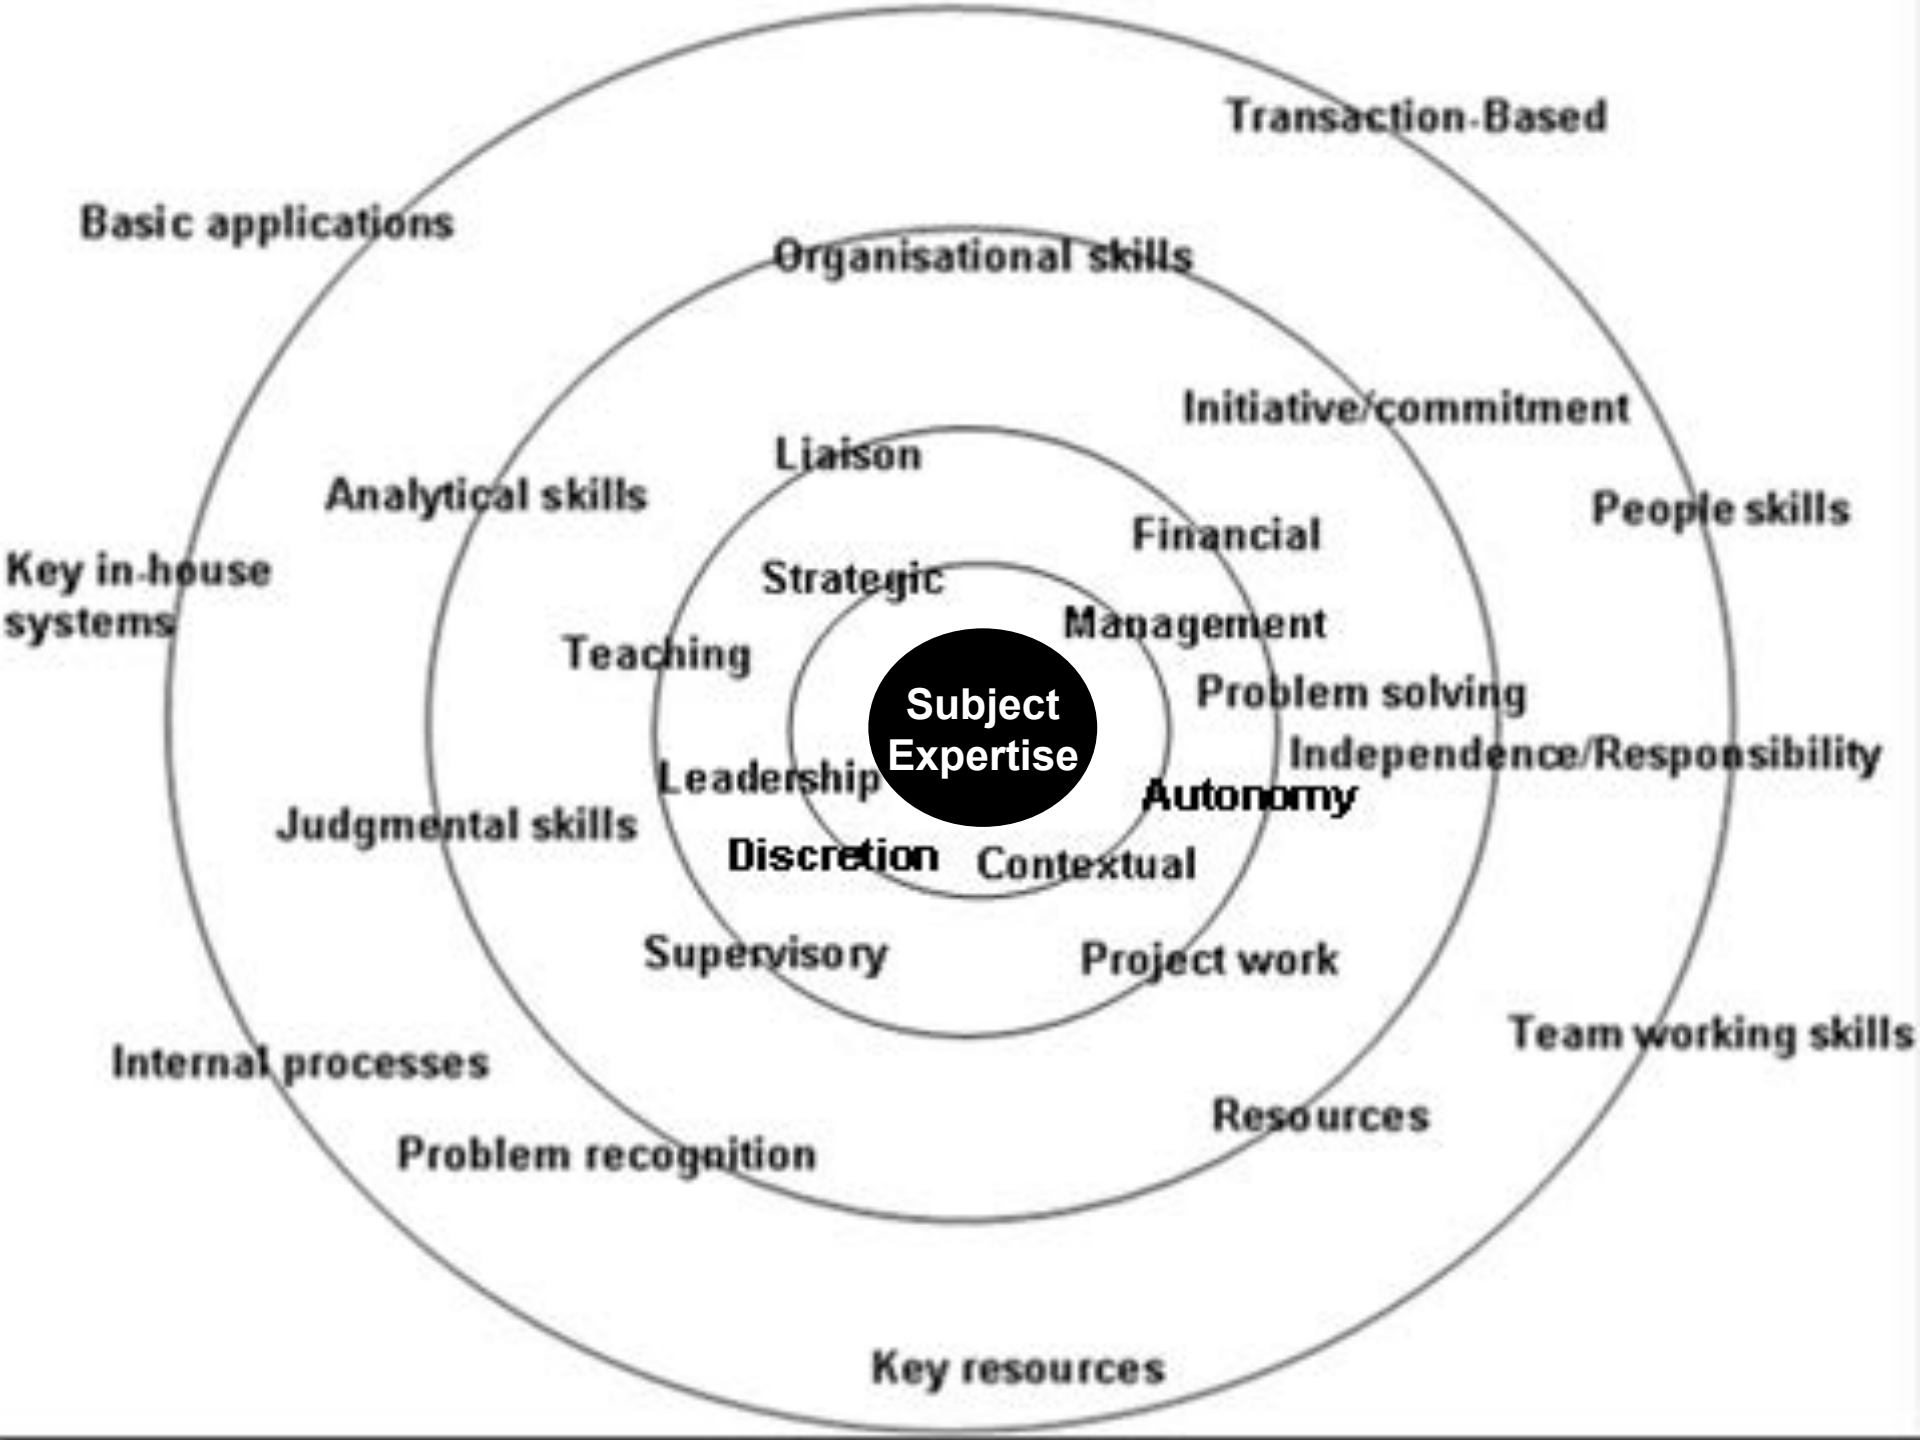 Transaction-Based
Basic applications
Organisational skills
Initiative/commitment
Liaison
Analytical skills
People skills
Financial
Key in-house
systems
Strategic
Management
Teaching
Problem solving
Subject
Expertise
Independence/Responsibility
Leadership
Autonomy
Judgmental skills
Discretion
Contextual
Supervisory
Project work
Team working skills
Internal processes
Resources
Problem recognition
Key resources